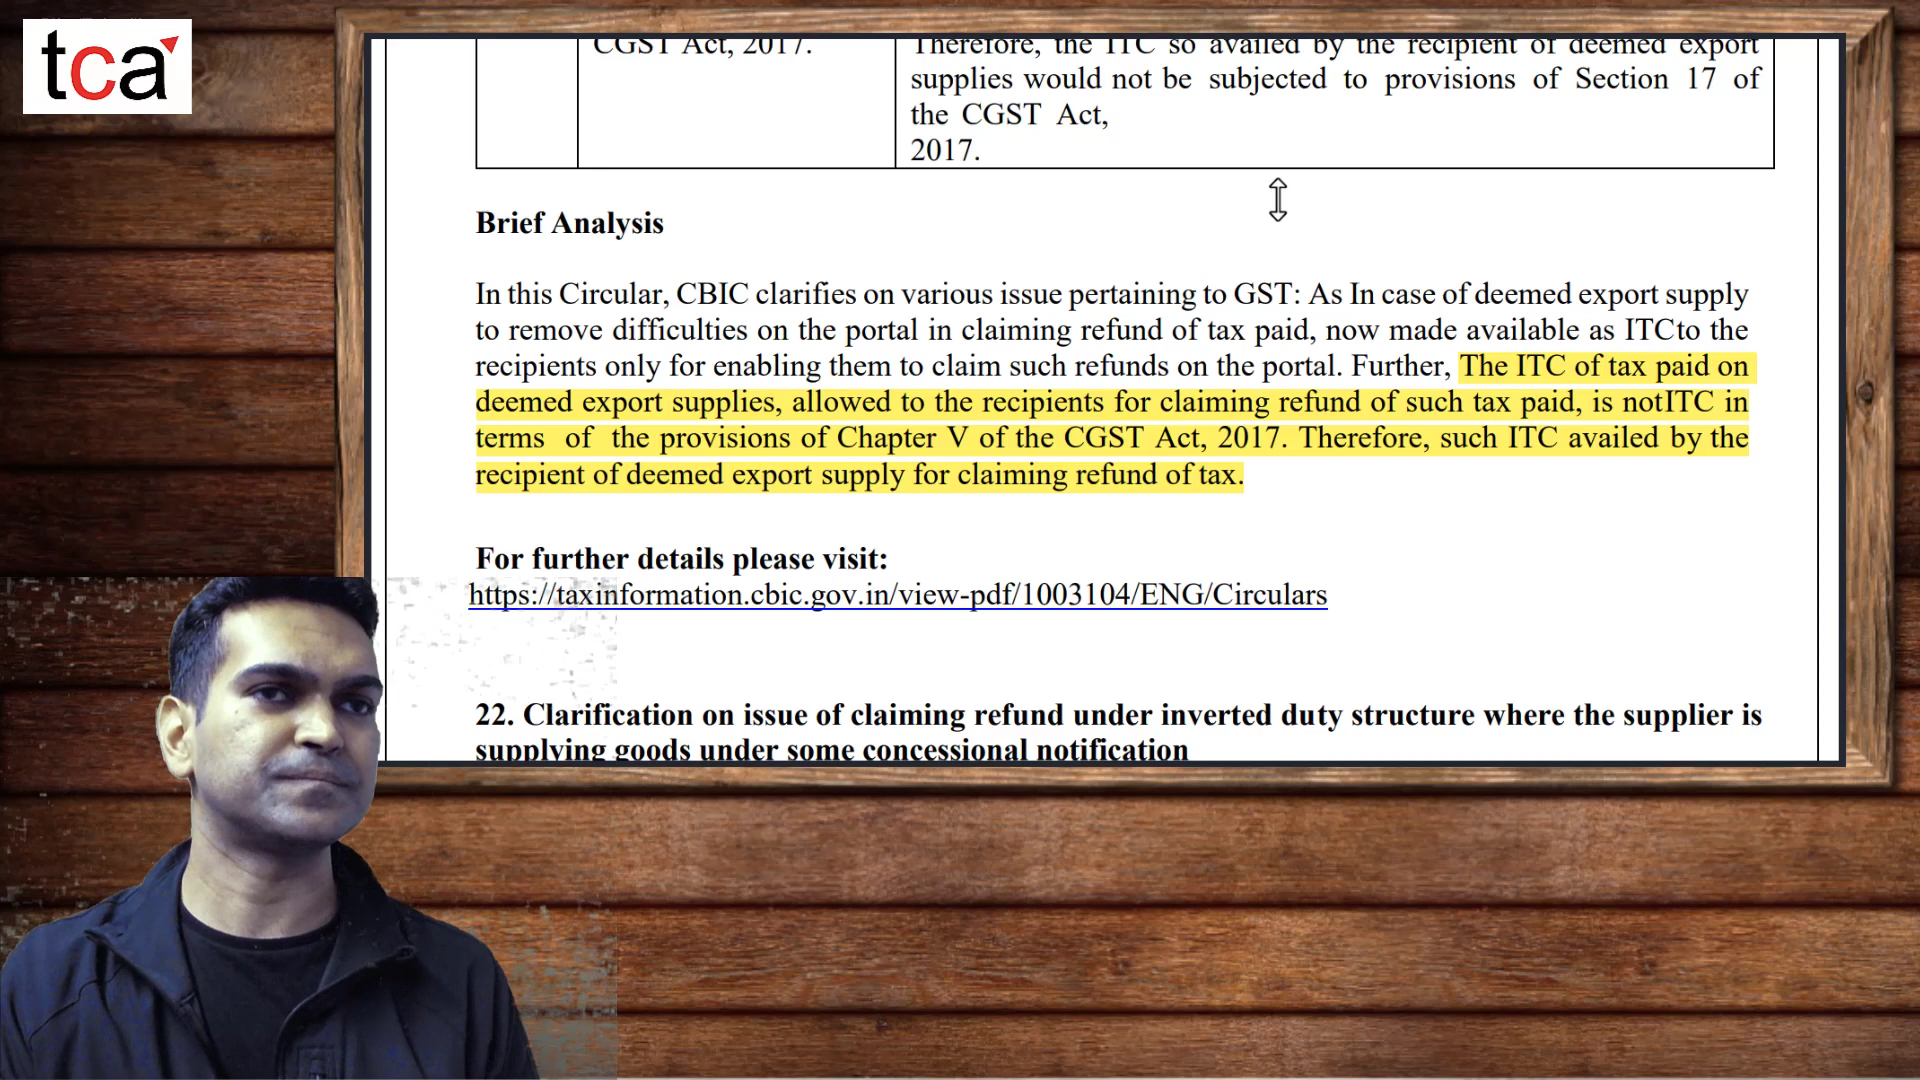 tca
CGST Act, 2017.
Therefore, the ITC so availed by the recipient of deemed export
supplies would not be subjected to provisions of Section 17 of
the CGST Act,
2017.
Brief Analysis
In this Circular, CBIC clarifies on various issue pertaining to GST: As In case of deemed export supply
to remove difficulties on the portal in claiming refund of tax paid, now made available as ITCto the
recipients only for enabling them to claim such refunds on the portal. Further, The ITC of tax paid on
deemed export supplies, allowed to the recipients for claiming refund of such tax paid, is notITC in
terms of the provisions of Chapter V of the CGST Act, 2017. Therefore, such ITC availed by the
recipient of deemed export supply for claiming refund of tax.
For further details please visit:
https://taxinformation.cbic.gov.in/view-pdf/1003104/ENG/Circulars
22. Clarification on issue of claiming refund under inverted duty structure where the supplier is
supplying goods under some concessional notification